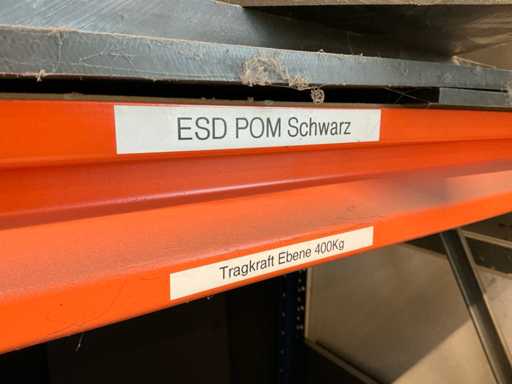 ESD POM Schwarz
Tragkraft Ebene 400Kg